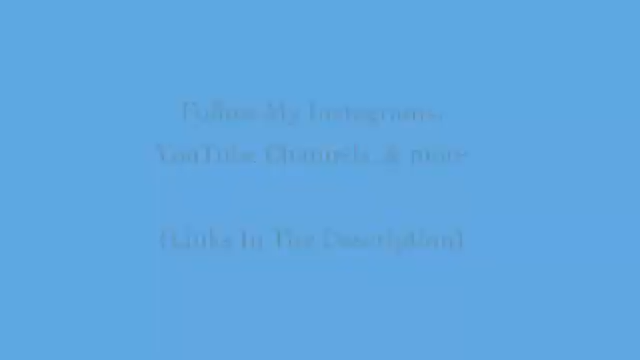 Follow My Instagrams,
YouTube Channels, & more
(Links In The Description)